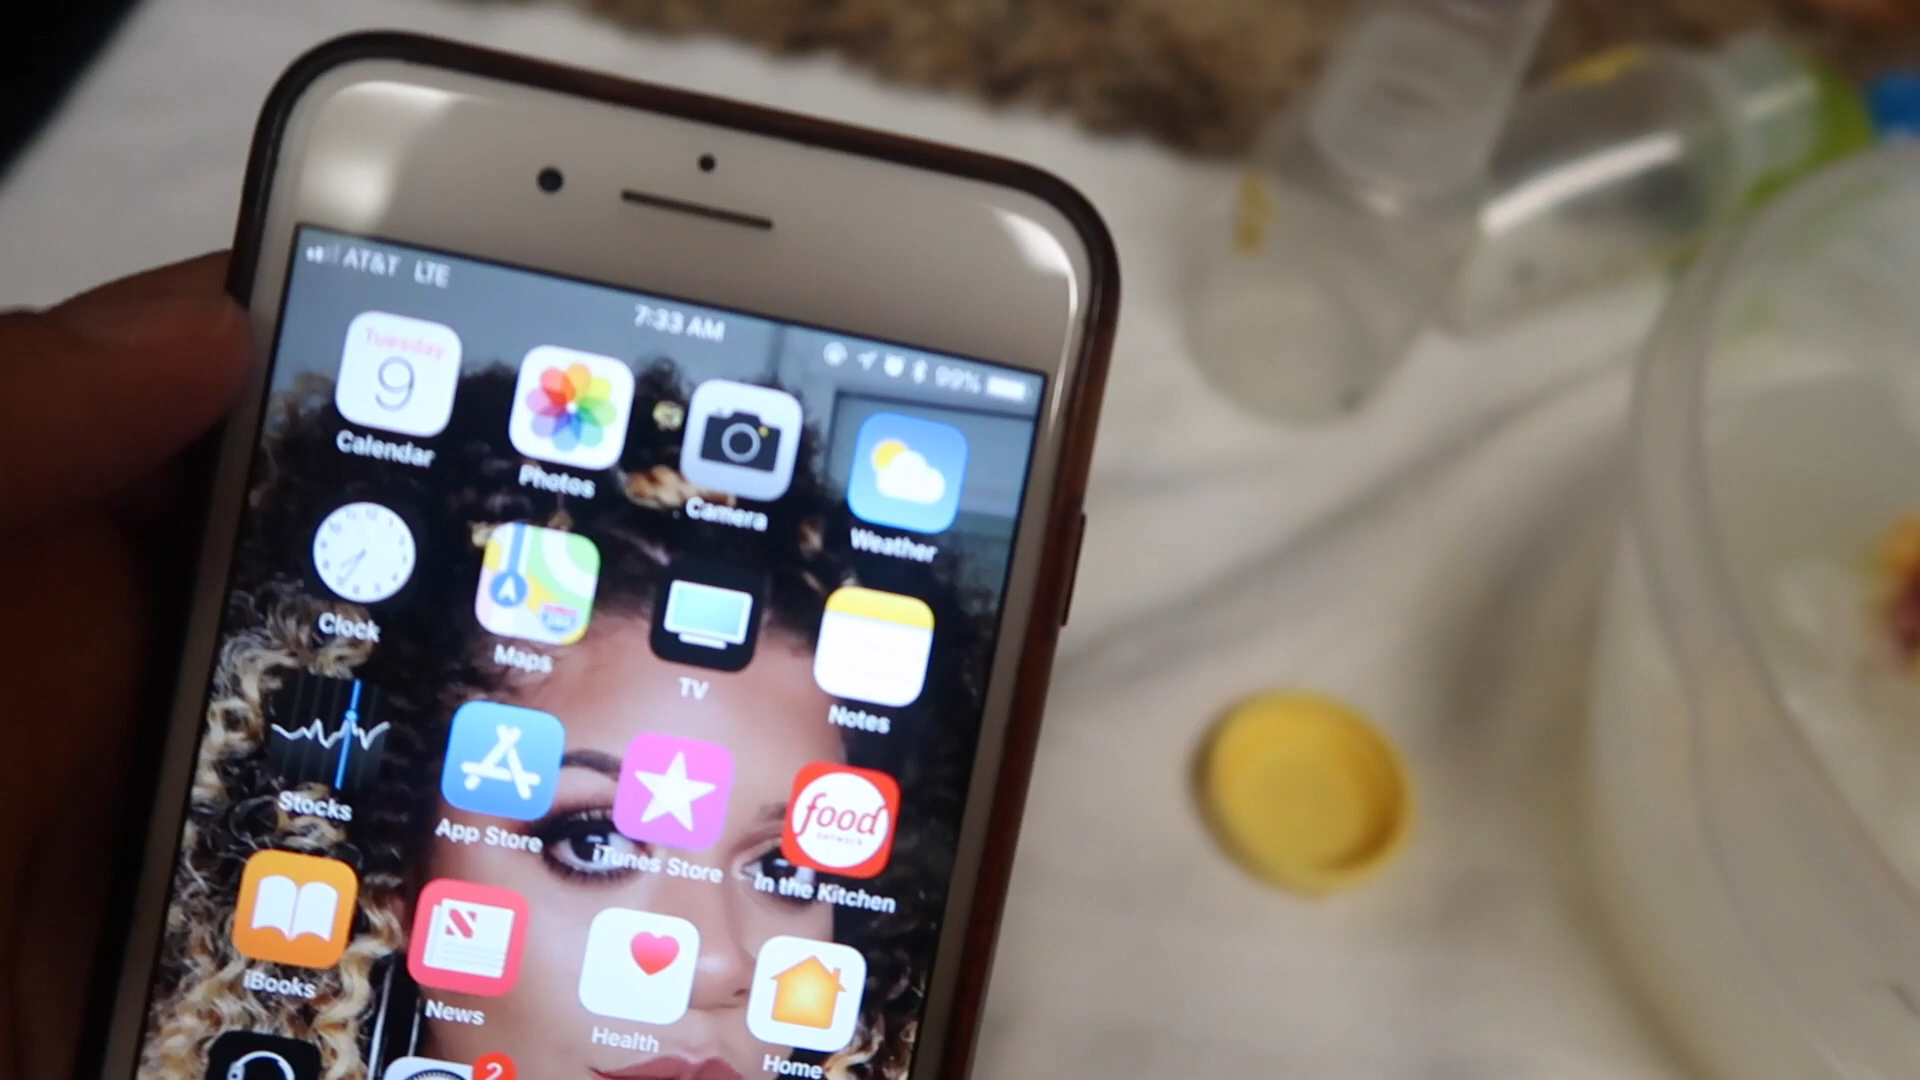 AT&T LTE
7:33 AM
99%
Tuesday
9
Calendar
Photos
Camera
Weather
Clock
Maps
TV
Notes
Stocks
App Store
iTunes Store
food
NETWORK
In the Kitchen
iBooks
News
Health
Home
2